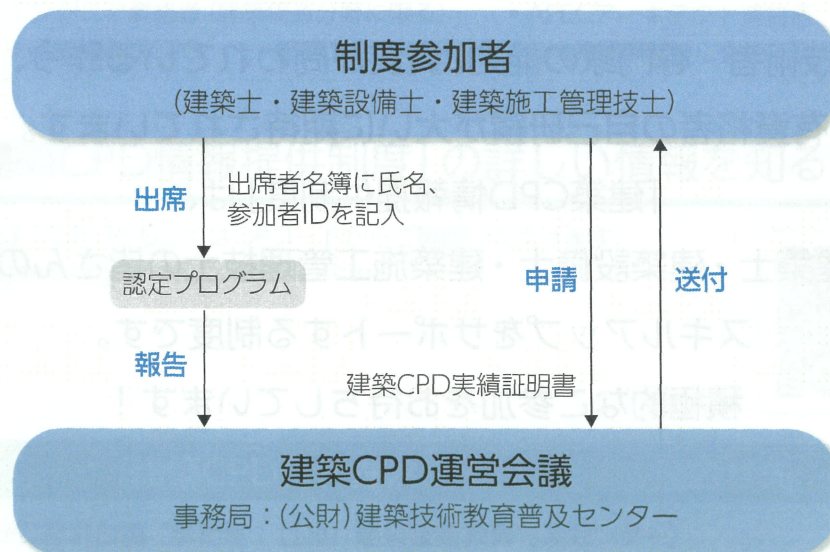 制度参加者
(建築士・建築設備士・建築施工管理技士)
出席
出席者名簿に氏名、
参加者IDを記入
認定プログラム
報告
申請
送付
建築CPD実績証明書
建築CPD運営会議
事務局：(公財)建築技術教育普及センター